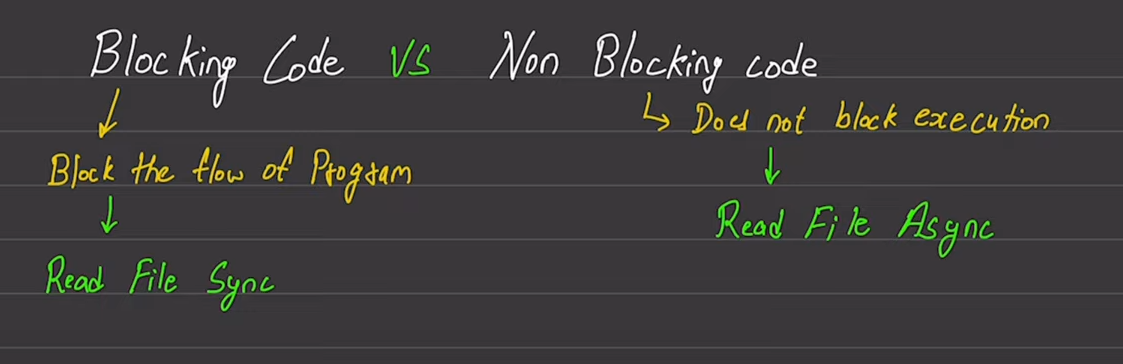 Blocking Code VS Non Blocking code
Does not block execution
Block the flow of Program
Read File Async
Read File Sync